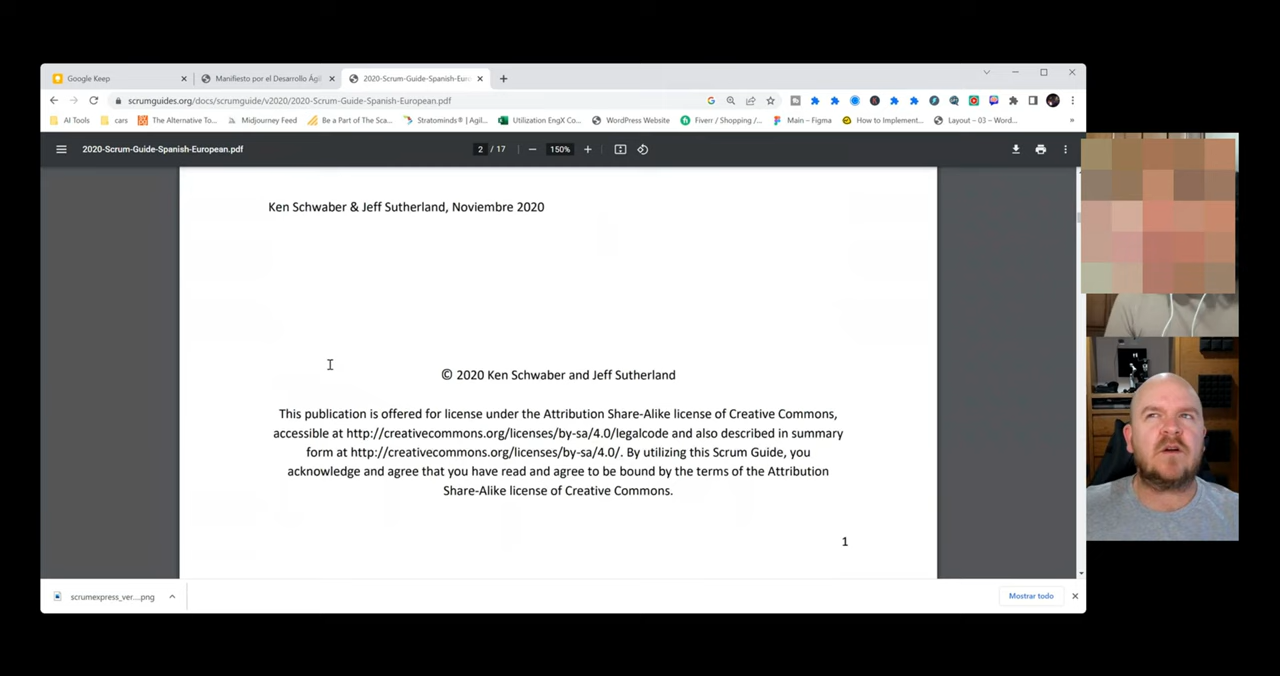 Google Keep
Manifiesto por el Desarrollo Ágil
2020-Scrum-Guide-Spanish-Euro
scrumguides.org/docs/scrumguide/v2020/2020-Scrum-Guide-Spanish-European.pdf
AI Tools
cars
The Alternative To...
Midjourney Feed
Be a Part of The Sca...
Stratominds® | Agil...
Utilization EngX Co...
WordPress Website
Fiverr / Shopping /...
Main – Figma
How to Implement...
Layout – 03 – Word...
2020-Scrum-Guide-Spanish-European.pdf
2 / 17
150%
Ken Schwaber & Jeff Sutherland, Noviembre 2020
© 2020 Ken Schwaber and Jeff Sutherland
This publication is offered for license under the Attribution Share-Alike license of Creative Commons,
accessible at http://creativecommons.org/licenses/by-sa/4.0/legalcode and also described in summary
form at http://creativecommons.org/licenses/by-sa/4.0/. By utilizing this Scrum Guide, you
acknowledge and agree that you have read and agree to be bound by the terms of the Attribution
Share-Alike license of Creative Commons.
1
scrumexpress_ver....png
Mostrar todo